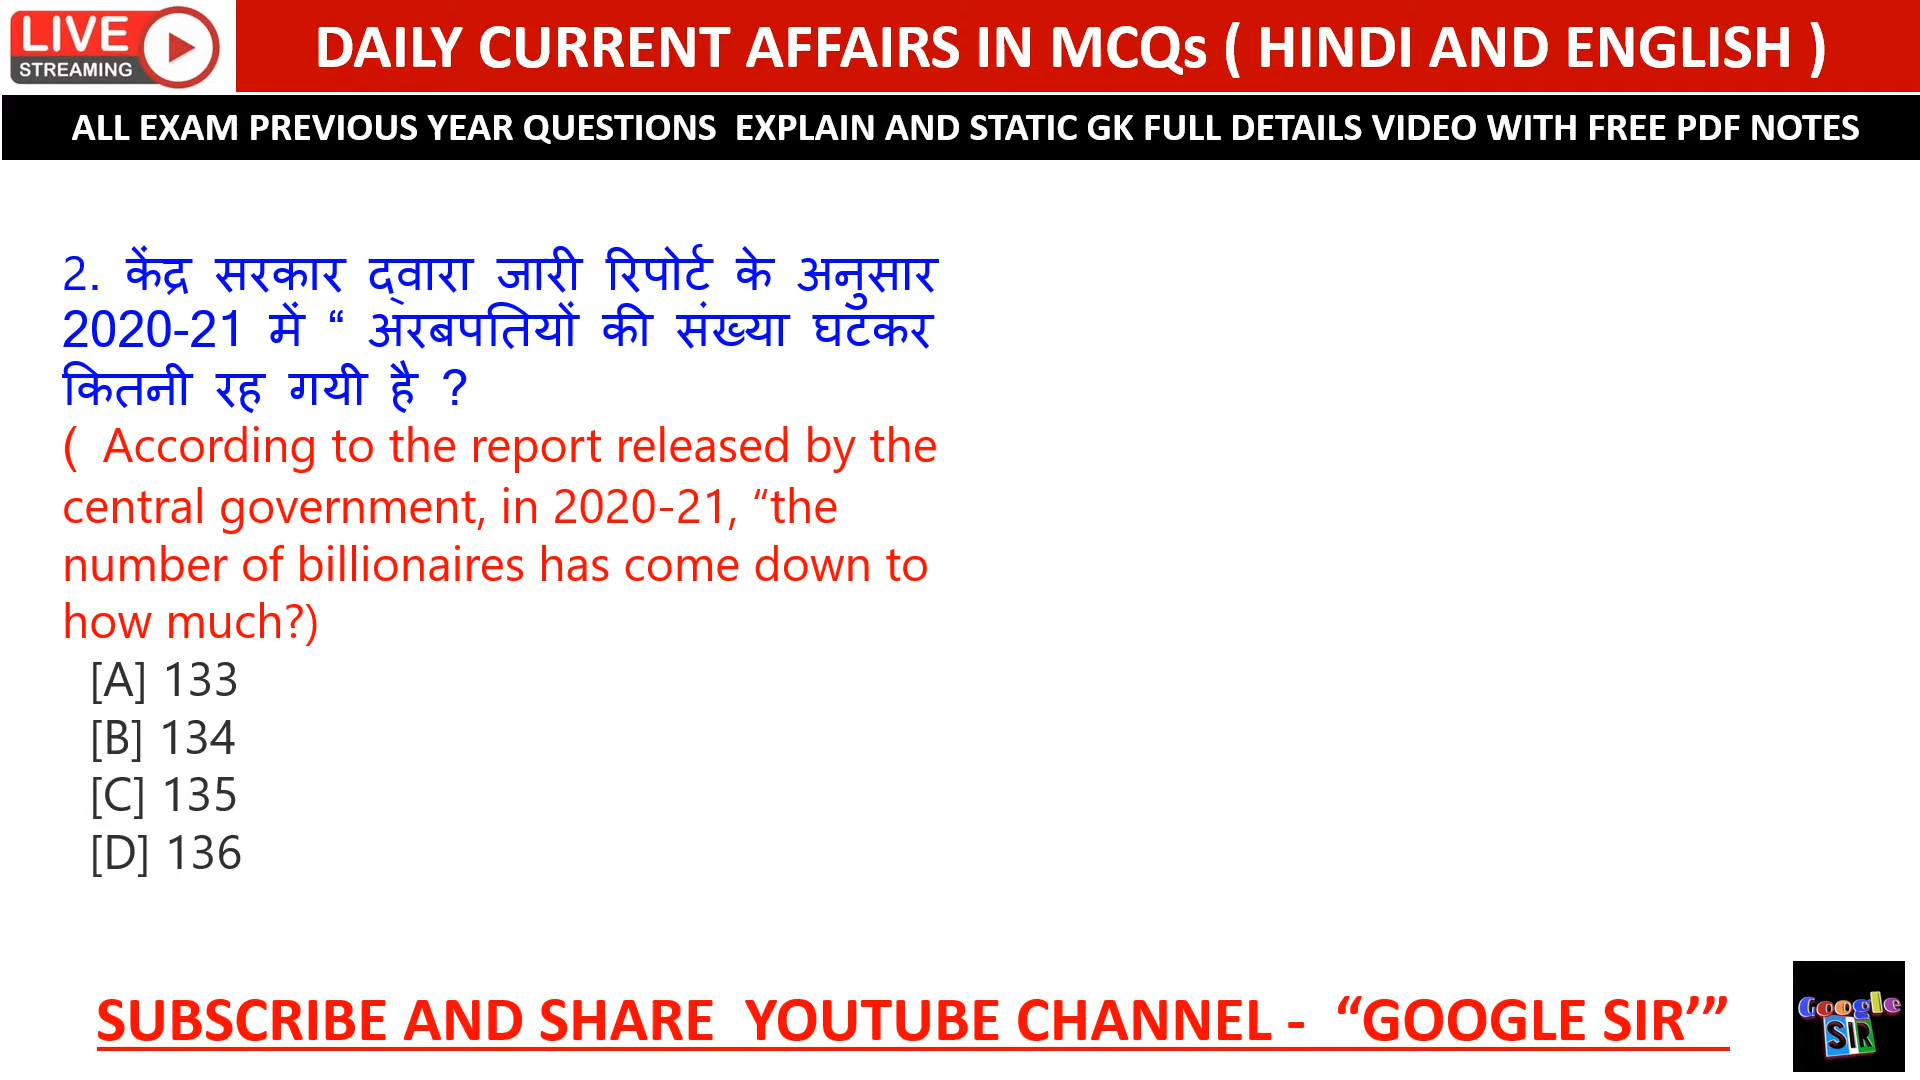 LIVE
STREAMING
DAILY CURRENT AFFAIRS IN MCQs ( HINDI AND ENGLISH )
ALL EXAM PREVIOUS YEAR QUESTIONS EXPLAIN AND STATIC GK FULL DETAILS VIDEO WITH FREE PDF NOTES
2. केंद्र सरकार द्वारा जारी रिपोर्ट के अनुसार
2020-21 में “ अरबपतियों की संख्या घटकर
कितनी रह गयी है ?
( According to the report released by the
central government, in 2020-21, “the
number of billionaires has come down to
how much?)
[A] 133
[B] 134
[C] 135
[D] 136
SUBSCRIBE AND SHARE YOUTUBE CHANNEL - “GOOGLE SIR’”
Google
SIR